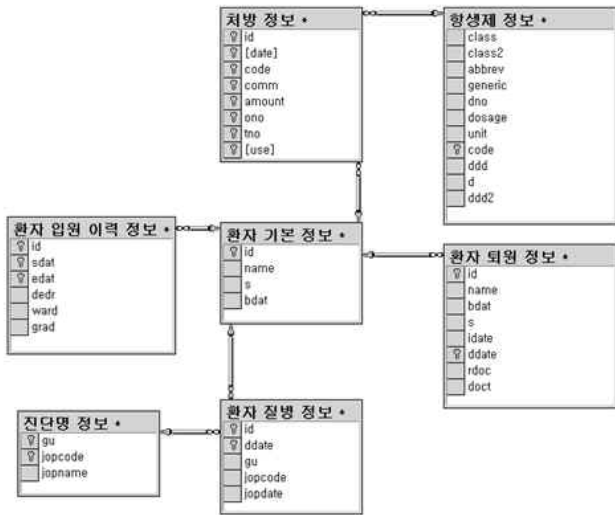 처방 정보 *
id
[date]
code
comm
amount
ono
tno
[use]
항생제 정보 *
class
class2
abbrev
generic
dno
dosage
unit
code
ddd
d
ddd2
환자 입원 이력 정보 *
id
sdat
edat
dedr
ward
grad
환자 기본 정보 *
id
name
s
bdat
환자 퇴원 정보 *
id
name
bdat
s
idate
ddate
rdoc
doct
진단명 정보 *
gu
jopcode
jopname
환자 질병 정보 *
id
ddate
gu
jopcode
jopdate